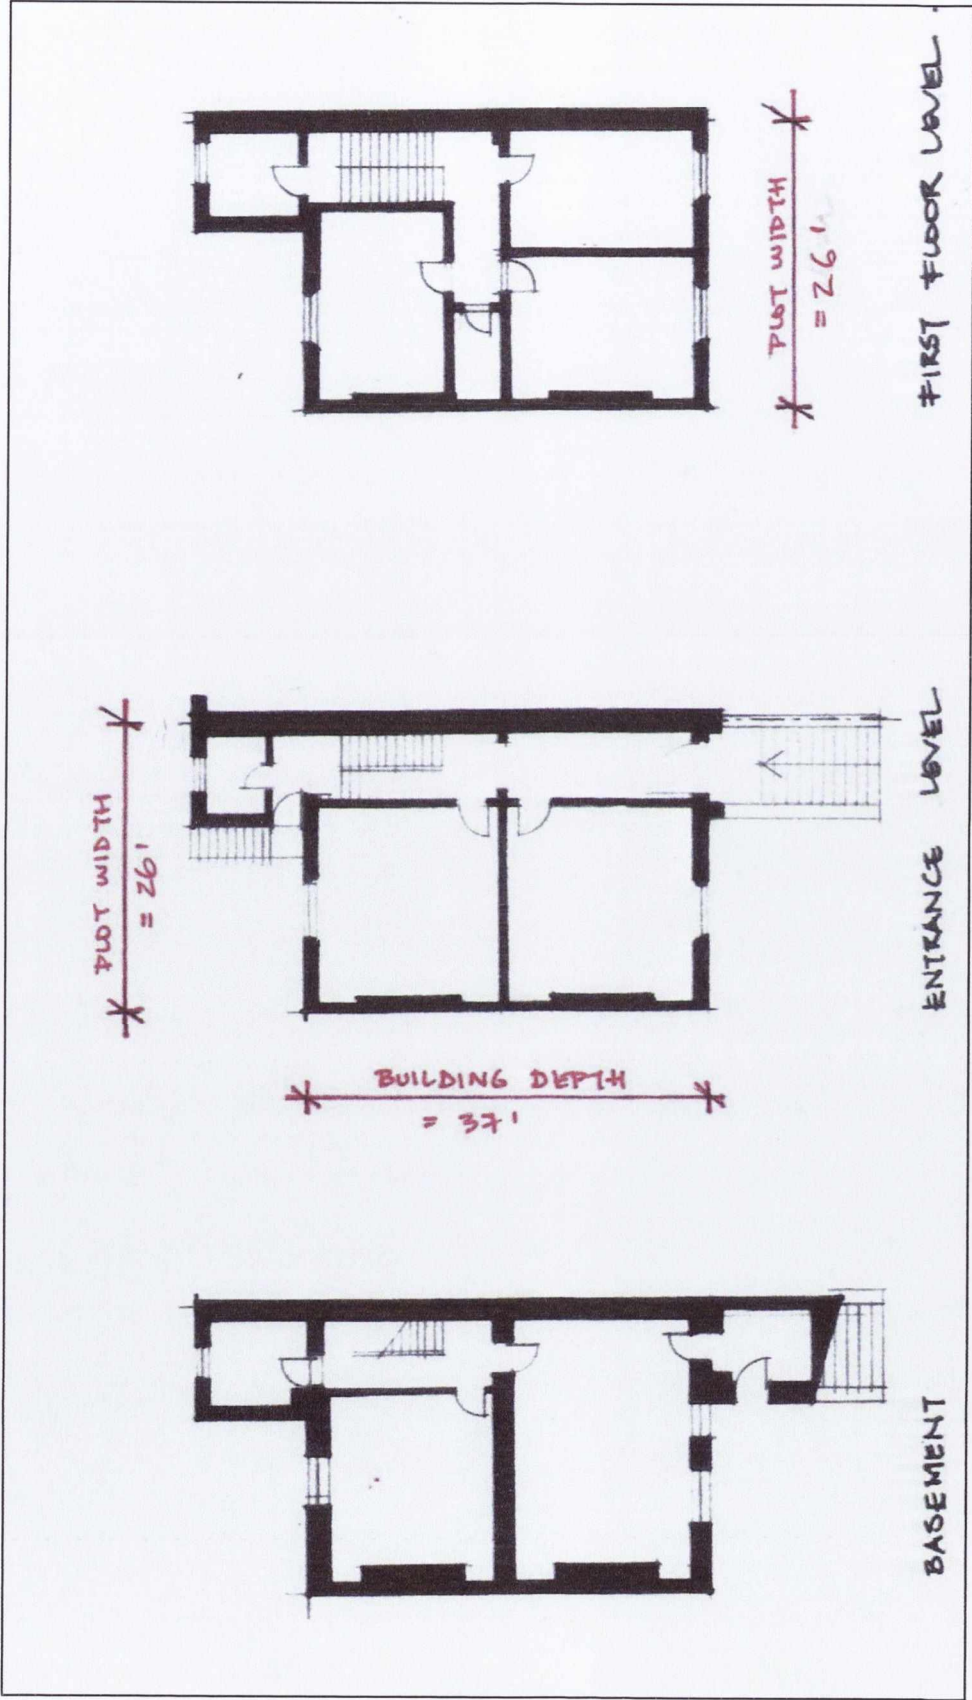 PLOT WIDTH
= 26'
BUILDING DEPTH
= 37'
PLOT WIDTH
= 26'
BASEMENT
ENTRANCE LEVEL
FIRST FLOOR LEVEL.